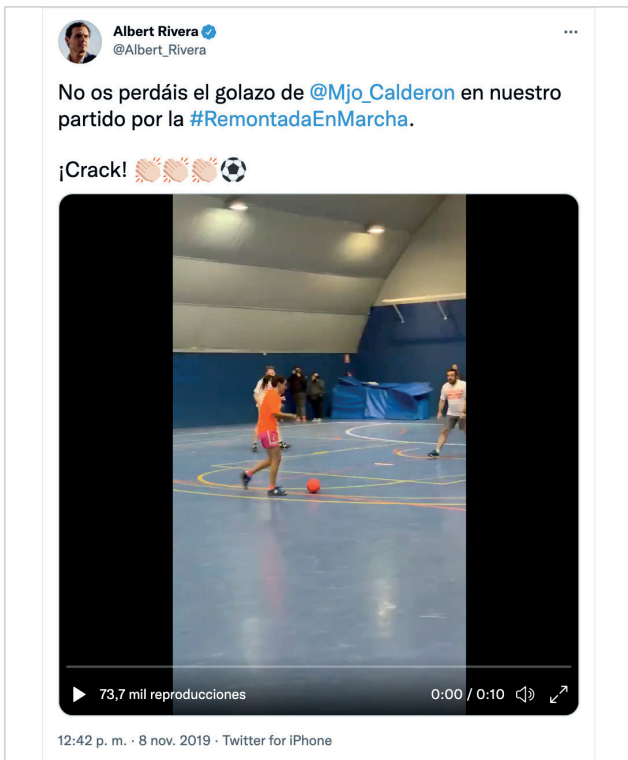 Albert Rivera
@Albert_Rivera
No os perdáis el golazo de @Mjo_Calderon en nuestro
partido por la #RemontadaEnMarcha.
¡Crack! 👏🏻👏🏻👏🏻⚽
73,7 mil reproducciones
0:00 / 0:10
12:42 p. m. · 8 nov. 2019 · Twitter for iPhone